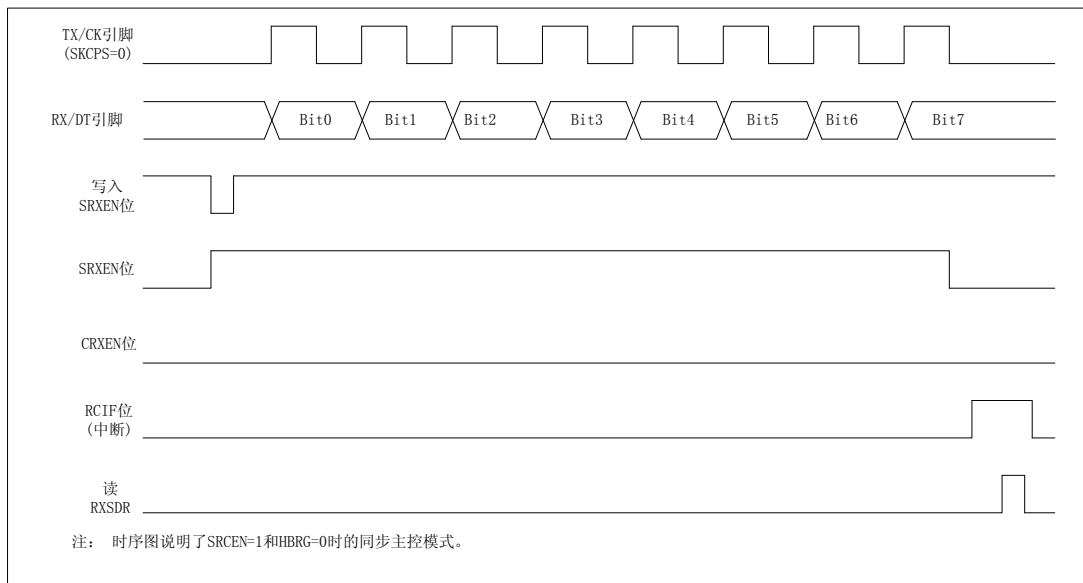 TX/CK引脚
(SKCPS=0)
RX/DT引脚
Bit0
Bit1
Bit2
Bit3
Bit4
Bit5
Bit6
Bit7
写入
SRXEN位
SRXEN位
CRXEN位
RCIF位
(中断)
读
RXSDR
注： 时序图说明了SRCEN=1和HBRG=0时的同步主控模式。